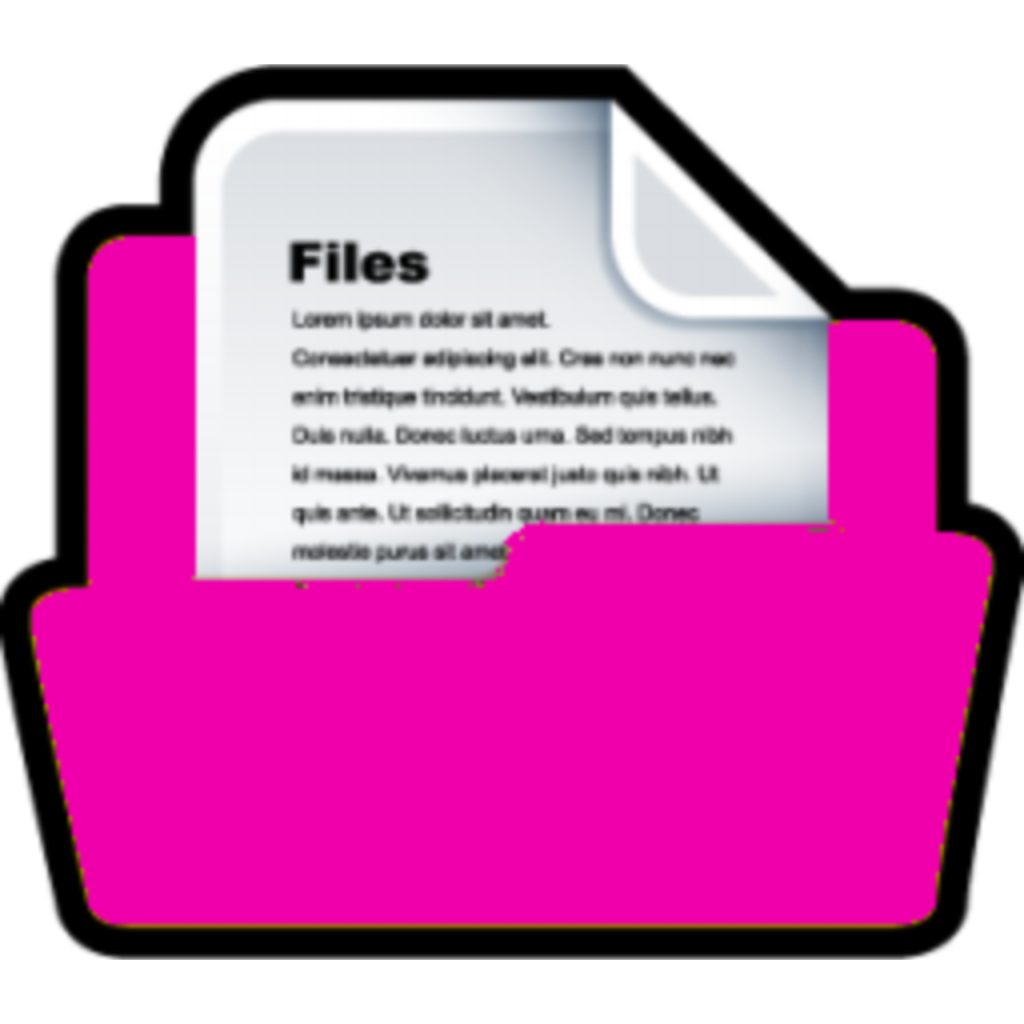 Files
Lorem ipsum dolor sit amet.
Consectetuer adipiscing elit. Cras non nunc nec
enim tristique tincidunt. Vestibulum quis tellus.
Duis nulla. Donec luctus urna. Sed tempus nibh
id massa. Vivamus placerat justo quis nibh. Ut
quis ante. Ut sollicitudin quam eu mi. Donec
molestie purus sit amet